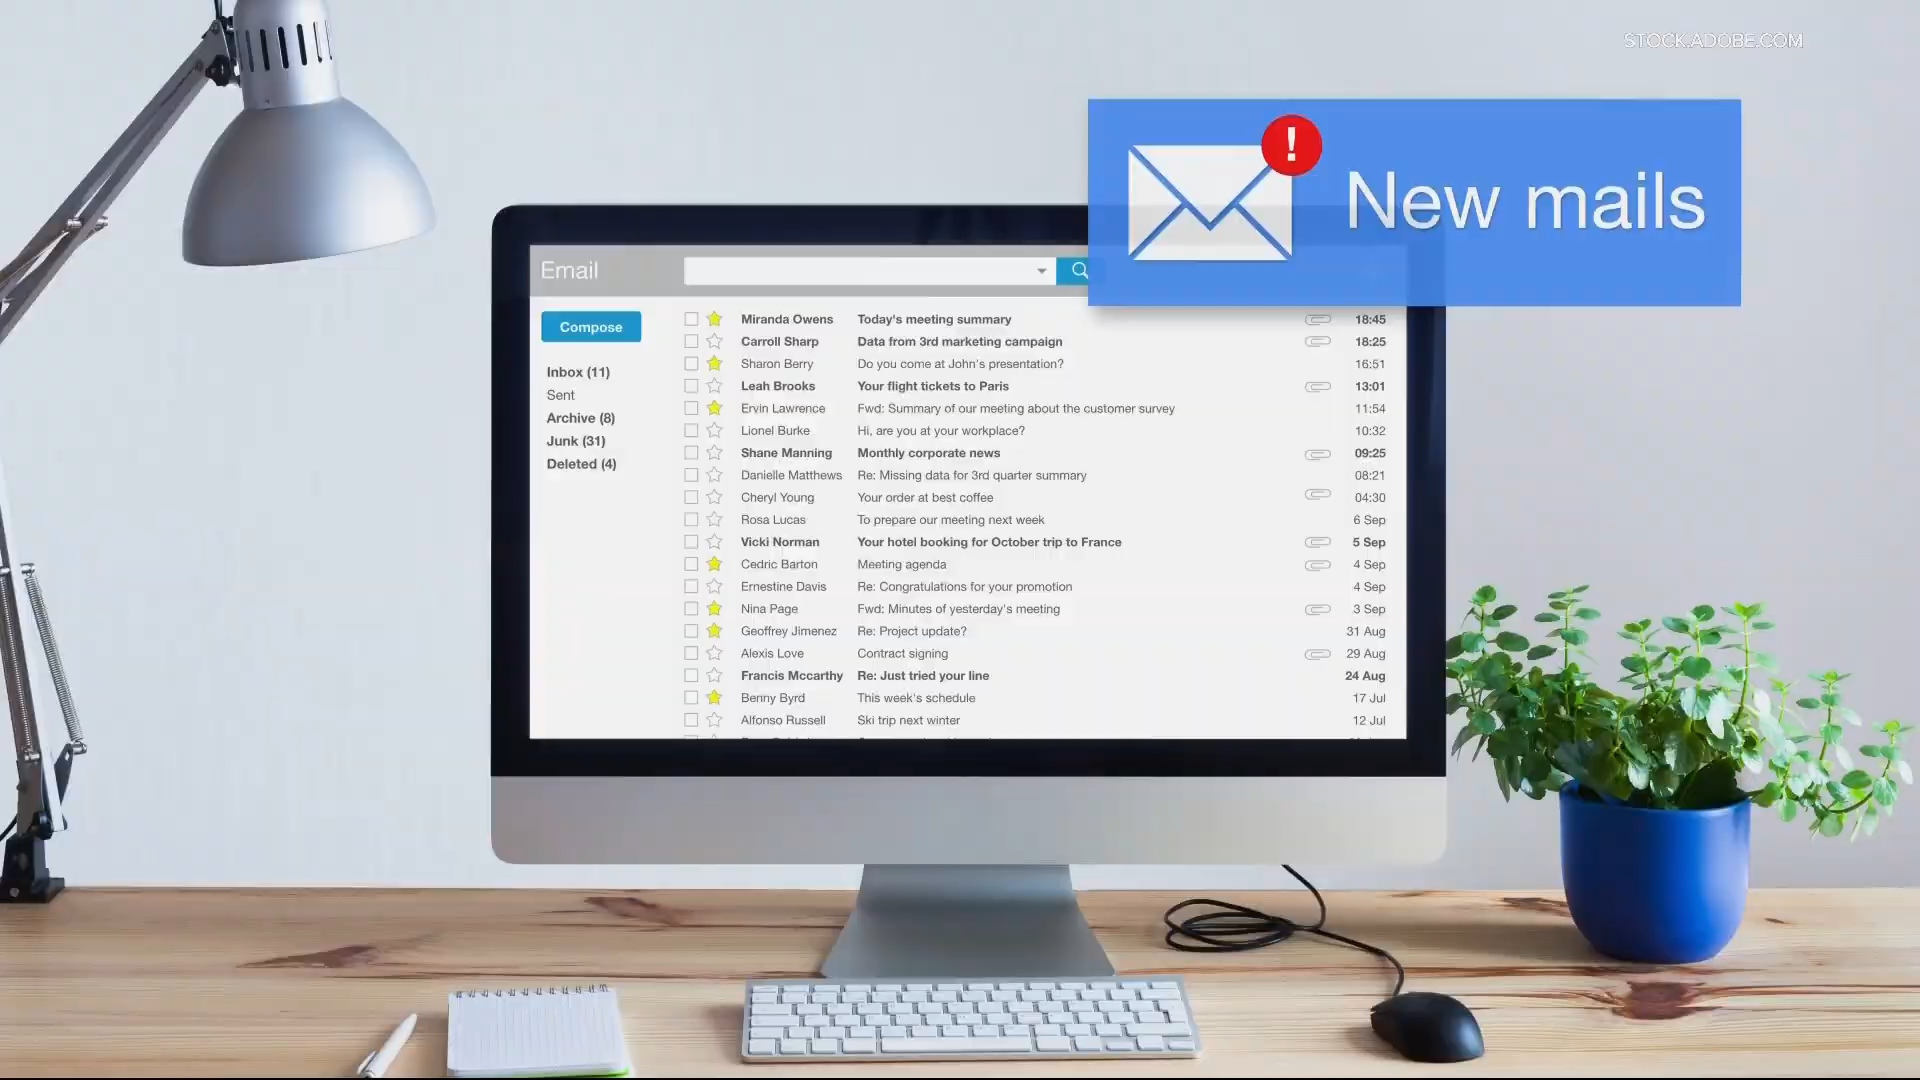 STOCK.ADOBE.COM
! New mails
Email
Compose
Inbox (11)
Sent
Archive (8)
Junk (31)
Deleted (4)
Miranda Owens Today's meeting summary 18:45
Carroll Sharp Data from 3rd marketing campaign 18:25
Sharon Berry Do you come at John's presentation? 16:51
Leah Brooks Your flight tickets to Paris 13:01
Ervin Lawrence Fwd: Summary of our meeting about the customer survey 11:54
Lionel Burke Hi, are you at your workplace? 10:32
Shane Manning Monthly corporate news 09:25
Danielle Matthews Re: Missing data for 3rd quarter summary 08:21
Cheryl Young Your order at best coffee 04:30
Rosa Lucas To prepare our meeting next week 6 Sep
Vicki Norman Your hotel booking for October trip to France 5 Sep
Cedric Barton Meeting agenda 4 Sep
Ernestine Davis Re: Congratulations for your promotion 4 Sep
Nina Page Fwd: Minutes of yesterday's meeting 3 Sep
Geoffrey Jimenez Re: Project update? 31 Aug
Alexis Love Contract signing 29 Aug
Francis Mccarthy Re: Just tried your line 24 Aug
Benny Byrd This week's schedule 17 Jul
Alfonso Russell Ski trip next winter 12 Jul